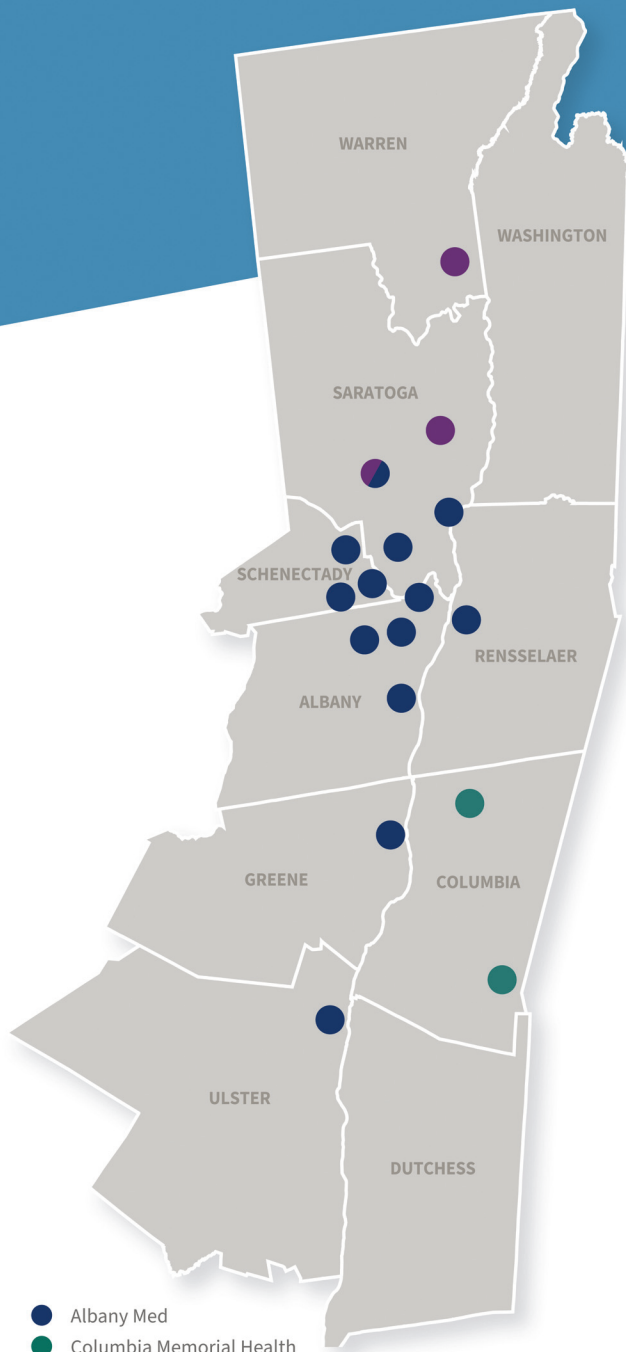 WARREN
WASHINGTON
SARATOGA
SCHENECTADY
RENSSELAER
ALBANY
GREENE
COLUMBIA
ULSTER
DUTCHESS
Albany Med
Columbia Memorial Health